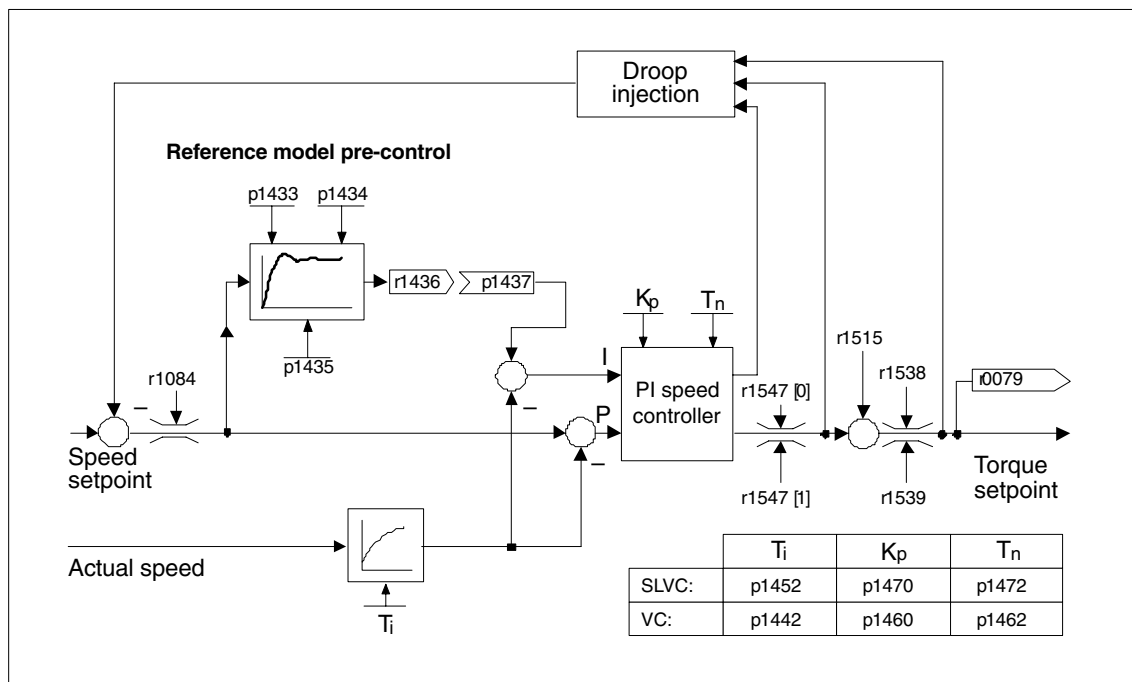 Droop
injection
Reference model pre-control
p1433
p1434
r1436
p1437
p1435
Kp
Tn
r1515
r1084
I
PI speed
controller
P
r1547 [0]
r1538
r0079
–
–
–
Speed
setpoint
r1547 [1]
r1539
Torque
setpoint
Actual speed
Ti
Ti Kp Tn
SLVC: p1452 p1470 p1472
VC: p1442 p1460 p1462